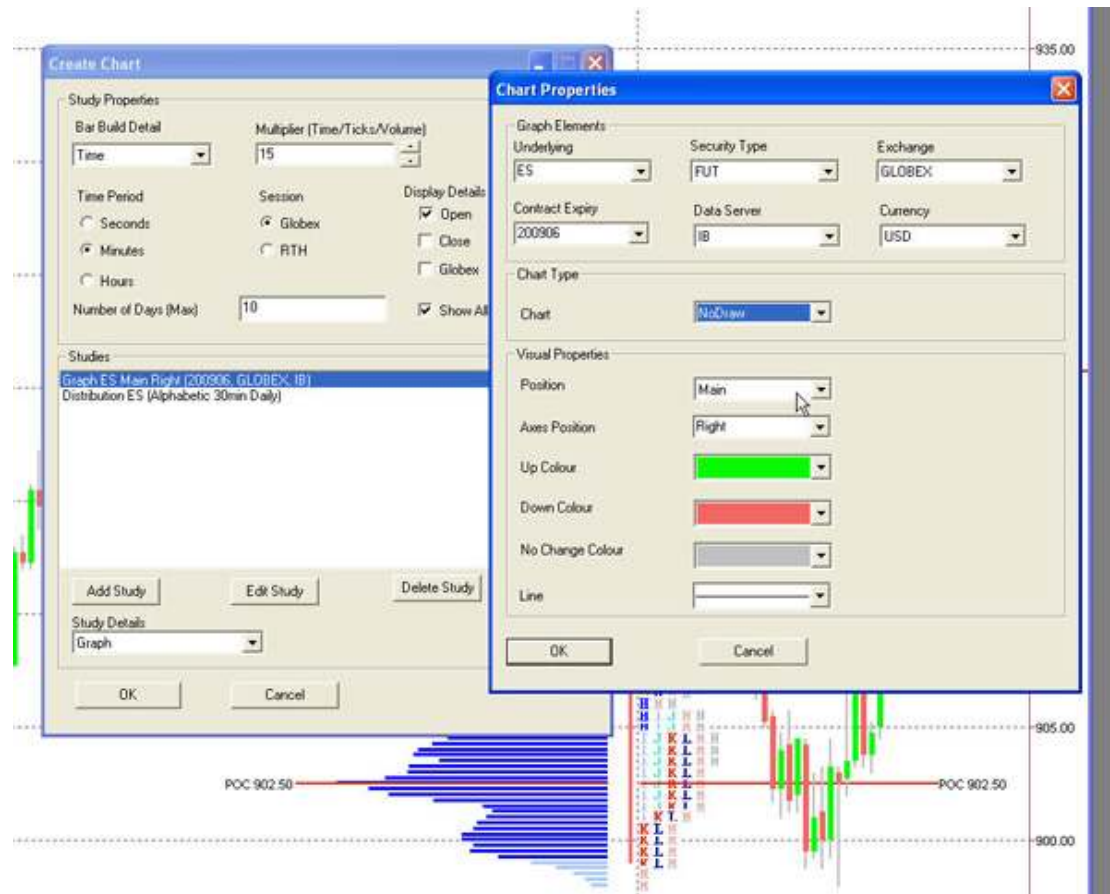 Create Chart
Study Properties
Bar Build Detail
Multiplier (Time/Ticks/Volume)
Time
15
Time Period
Session
Display Details
Seconds
Globex
Open
Minutes
RTH
Close
Hours
Globex
Number of Days (Max)
10
Show All
Studies
Graph ES Main Right (200906, GLOBEX, IB)
Distribution ES (Alphabetic 30min Daily)
Add Study
Edit Study
Delete Study
Study Details
Graph
OK
Cancel
Chart Properties
Graph Elements
Underlying
Security Type
Exchange
ES
FUT
GLOBEX
Contract Expiry
Data Server
Currency
200906
IB
USD
Chart Type
Chart
NoDraw
Visual Properties
Position
Main
Axes Position
Right
Up Colour
Down Colour
No Change Colour
Line
OK
Cancel
935.00
905.00
POC 902.50
POC 902.50
900.00